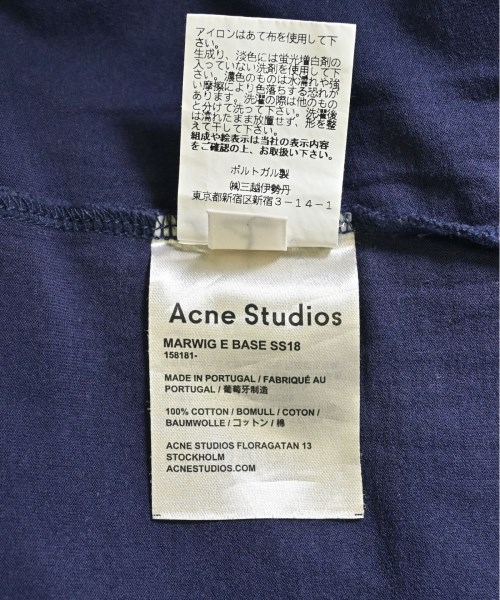 アイロンはあて布を使用して下
さい。
生成り、淡色には蛍光増白剤の
入っていない洗剤を使用して下
さい。濃色のものは水濡れや強
い摩擦により色落ちする恐れが
あります。洗濯の際は他のもの
と分けて洗って下さい。洗濯後
は濡れたまま放置せず、形を整
えて干して下さい。
組成や絵表示は当社の表示内容
をご確認の上、お取扱い下さい。
ポルトガル製
㈱三越伊勢丹
東京都新宿区新宿3-14-1
Acne Studios
MARWIG E BASE SS18
158181-
MADE IN PORTUGAL / FABRIQUÉ AU
PORTUGAL / 葡萄牙制造
100% COTTON / BOMULL / COTON /
BAUMWOLLE / コットン / 棉
ACNE STUDIOS FLORAGATAN 13
STOCKHOLM
ACNESTUDIOS.COM